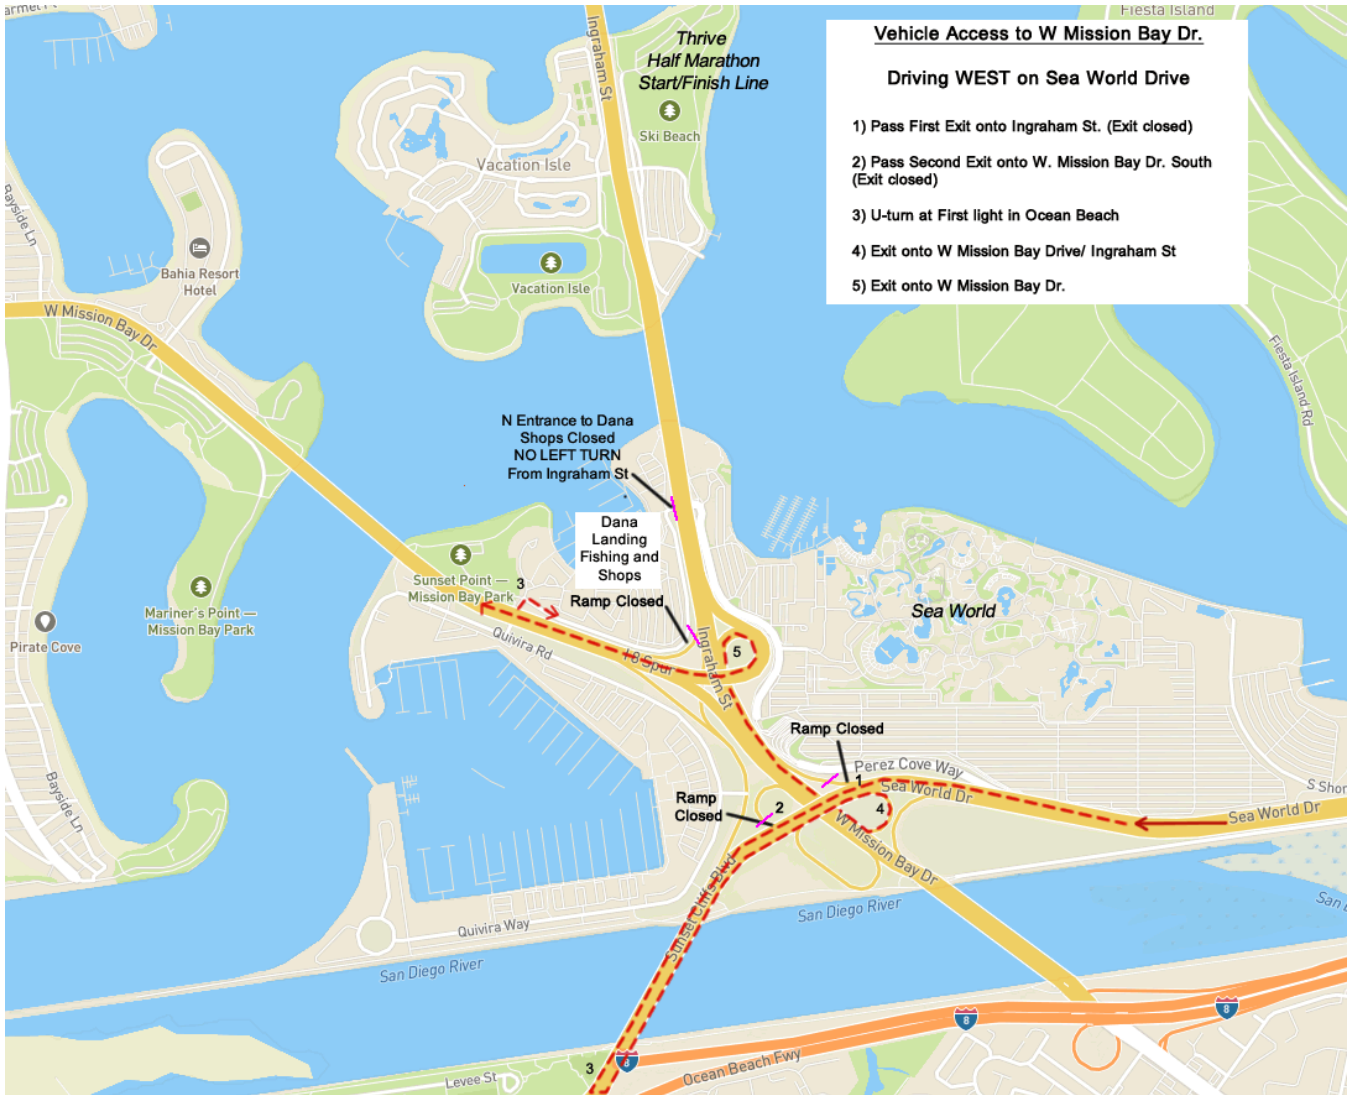 armel Pt
Fiesta Island
Ingraham St
Thrive
Half Marathon
Start/Finish Line
Ski Beach
Vehicle Access to W Mission Bay Dr.
Driving WEST on Sea World Drive
1) Pass First Exit onto Ingraham St. (Exit closed)
2) Pass Second Exit onto W. Mission Bay Dr. South
(Exit closed)
3) U-turn at First light in Ocean Beach
4) Exit onto W Mission Bay Drive/ Ingraham St
5) Exit onto W Mission Bay Dr.
Vacation Isle
Bayside Ln
Bahia Resort
Hotel
Vacation Isle
W Mission Bay Dr
Fiesta Island Rd
N Entrance to Dana
Shops Closed
NO LEFT TURN
From Ingraham St
Dana
Landing
Fishing and
Shops
Sunset Point —
Mission Bay Park
3
Ramp Closed
Mariner's Point —
Mission Bay Park
Pirate Cove
Quivira Rd
I-8 Spur
Ingraham St
5
Sea World
Ramp Closed
Perez Cove Way
1
Sea World Dr
S Shor
Sea World Dr
Bayside Ln
Ramp
Closed
2
4
W Mission Bay Dr
Sunset Cliffs Blvd
San Diego River
San D
Quivira Way
San Diego River
8
8
8
3
Levee St
Ocean Beach Fwy